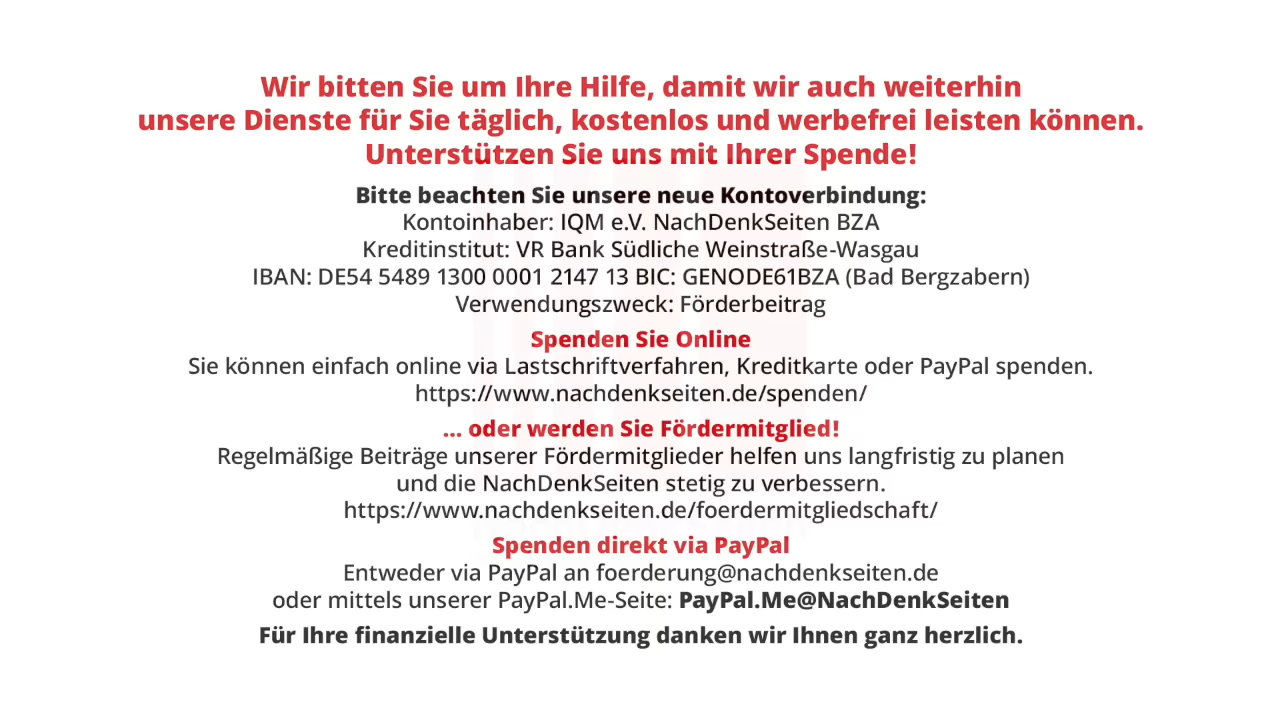 Wir bitten Sie um Ihre Hilfe, damit wir auch weiterhin
unsere Dienste für Sie täglich, kostenlos und werbefrei leisten können.
Unterstützen Sie uns mit Ihrer Spende!
Bitte beachten Sie unsere neue Kontoverbindung:
Kontoinhaber: IQM e.V. NachDenkSeiten BZA
Kreditinstitut: VR Bank Südliche Weinstraße-Wasgau
IBAN: DE54 5489 1300 0001 2147 13 BIC: GENODE61BZA (Bad Bergzabern)
Verwendungszweck: Förderbeitrag
Spenden Sie Online
Sie können einfach online via Lastschriftverfahren, Kreditkarte oder PayPal spenden.
https://www.nachdenkseiten.de/spenden/
... oder werden Sie Fördermitglied!
Regelmäßige Beiträge unserer Fördermitglieder helfen uns langfristig zu planen
und die NachDenkSeiten stetig zu verbessern.
https://www.nachdenkseiten.de/foerdermitgliedschaft/
Spenden direkt via PayPal
Entweder via PayPal an foerderung@nachdenkseiten.de
oder mittels unserer PayPal.Me-Seite: PayPal.Me@NachDenkSeiten
Für Ihre finanzielle Unterstützung danken wir Ihnen ganz herzlich.